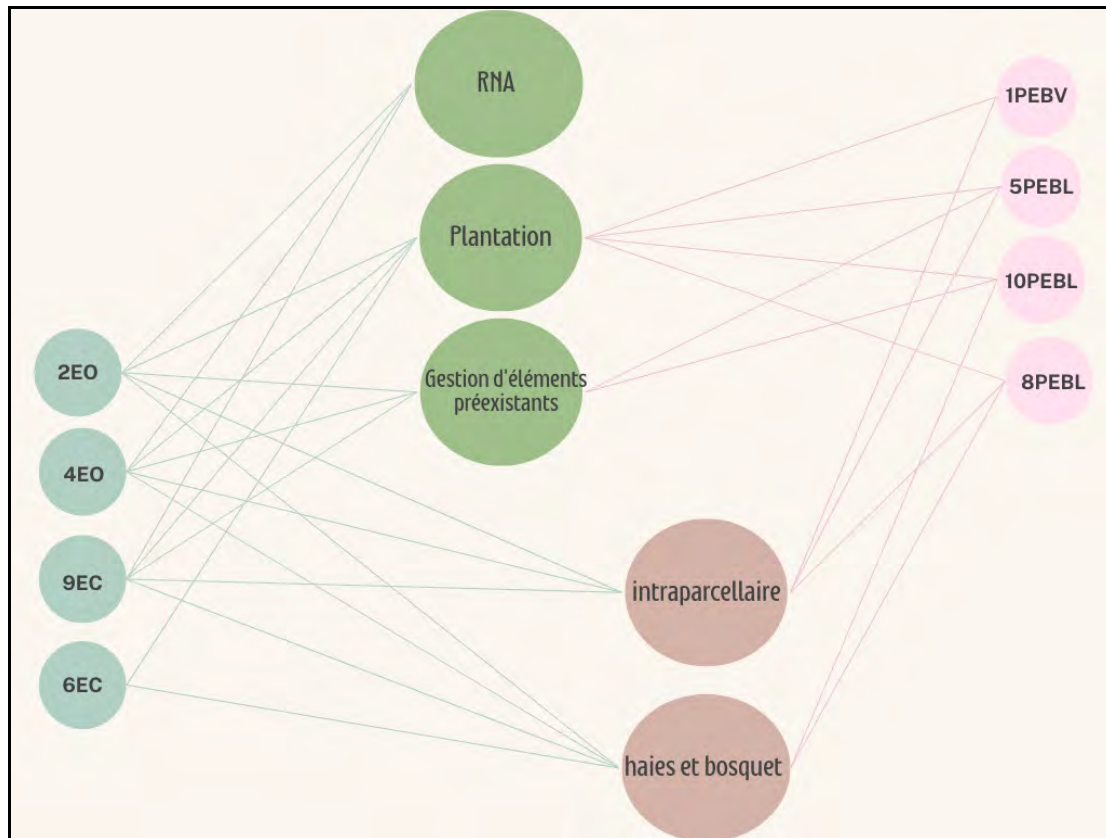 RNA
Plantation
Gestion d'éléments
préexistants
2EO
4EO
9EC
6EC
intraparcellaire
haies et bosquet
1PEBV
5PEBL
10PEBL
8PEBL